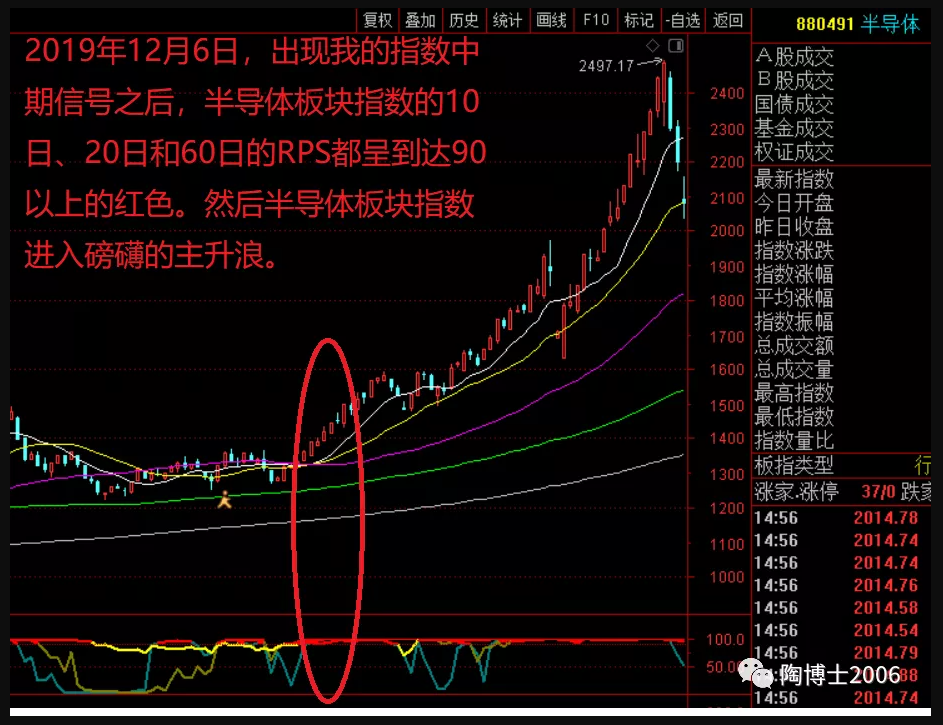 复权 叠加 历史 统计 画线 F10 标记 -自选 返回
880491 半导体
2019年12月6日，出现我的指数中
期信号之后，半导体板块指数的10
日、20日和60日的RPS都呈到达90
以上的红色。然后半导体板块指数
进入磅礴的主升浪。
2497.17
2400
2300
2200
2100
2000
1900
1800
1700
1600
1500
1400
1300
1200
1100
1000
100.0
50.00
A股成交
B股成交
国债成交
基金成交
权证成交
最新指数
今日开盘
昨日收盘
指数涨跌
指数涨幅
平均涨幅
指数振幅
总成交额
总成交量
最高指数
最低指数
指数量比
板指类型 行
涨家.涨停 37/0 跌家
14:56 2014.78
14:56 2014.74
14:56 2014.74
14:56 2014.76
14:56 2014.58
14:56 2014.54
14:56 2014.79
88
14:56 2014.74
陶博士2006